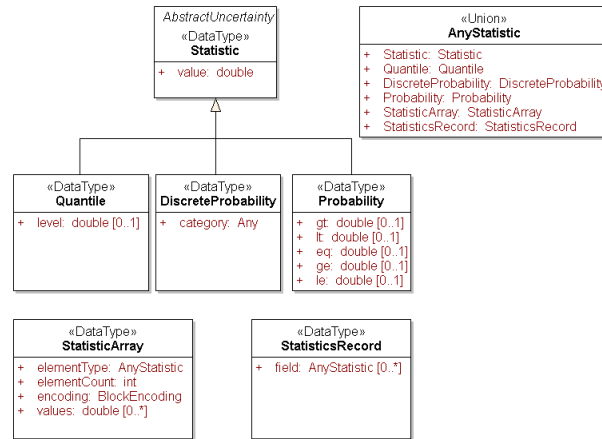 AbstractUncertainty
«DataType»
Statistic
+ value: double
«Union»
AnyStatistic
+ Statistic: Statistic
+ Quantile: Quantile
+ DiscreteProbability: DiscreteProbability
+ Probability: Probability
+ StatisticArray: StatisticArray
+ StatisticsRecord: StatisticsRecord
«DataType»
Quantile
+ level: double [0..1]
«DataType»
DiscreteProbability
+ category: Any
«DataType»
Probability
+ gt: double [0..1]
+ lt: double [0..1]
+ eq: double [0..1]
+ ge: double [0..1]
+ le: double [0..1]
«DataType»
StatisticArray
+ elementType: AnyStatistic
+ elementCount: int
+ encoding: BlockEncoding
+ values: double [0..*]
«DataType»
StatisticsRecord
+ field: AnyStatistic [0..*]